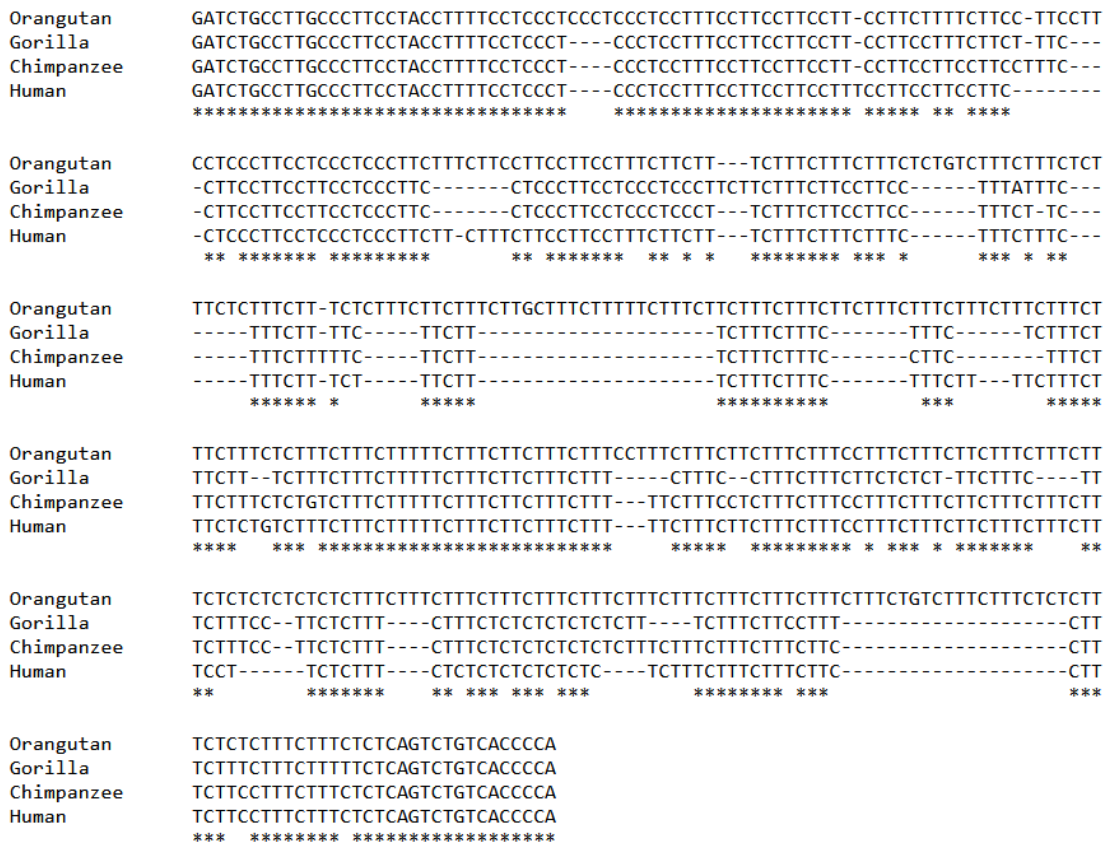 Orangutan GATCTGCCTTGCCCTTCCTACCTTTTCCTCCCTCCCTCCCTCCTTTCCTTCCTTCCTT-CCTTCTTTTCTTCC-TTCCTT
Gorilla GATCTGCCTTGCCCTTCCTACCTTTTCCTCCCT----CCCTCCTTTCCTTCCTTCCTT-CCTTCCTTTCTTCT-TTC---
Chimpanzee GATCTGCCTTGCCCTTCCTACCTTTTCCTCCCT----CCCTCCTTTCCTTCCTTCCTT-CCTTCCTTCCTTCCTTTC---
Human GATCTGCCTTGCCCTTCCTACCTTTTCCTCCCT----CCCTCCTTTCCTTCCTTCCTTTCCTTCCTTCCTTC--------
*********************************    ********************* ***** ** ****
Orangutan CCTCCCTTCCTCCCTCCCTTCTTTCTTCCTTCCTTCCTTTCTTCTT---TCTTTCTTTCTTTCTCTGTCTTTCTTTCTCT
Gorilla -CTTCCTTCCTTCCTCCCTTC-------CTCCCTTCCTCCCTCCCTTCTTCTTTCTTCCTTCC------TTTATTTC---
Chimpanzee -CTTCCTTCCTTCCTCCCTTC-------CTCCCTTCCTCCCTCCCT---TCTTTCTTCCTTCC------TTTCT-TC---
Human -CTCCCTTCCTCCCTCCCTTCTT-CTTTCTTCCTTCCTTTCTTCTT---TCTTTCTTTCTTTC------TTTCTTTC---
** ******* *********       ** *******  ** * *   ******** *** *      *** * **
Orangutan TTCTCTTTCTT-TCTCTTTCTTCTTTCTTGCTTTCTTTTTCTTTCTTCTTTCTTTCTTCTTTCTTTCTTTCTTTCTTTCT
Gorilla -----TTTCTT-TTC-----TTCTT---------------------TCTTTCTTTC-------TTTC------TCTTTCT
Chimpanzee -----TTTCTTTTTC-----TTCTT---------------------TCTTTCTTTC-------CTTC--------TTTCT
Human -----TTTCTT-TCT-----TTCTT---------------------TCTTTCTTTC-------TTTCTT---TTCTTTCT
****** *       *****                     **********        ***        *****
Orangutan TTCTTTCTCTTTCTTTCTTTTTCTTTCTTCTTTCTTTCCTTTCTTCTTCTTTCTTTCCTTTCTTTCTTCTTTCTTTCTT
Gorilla TTCTT--TCTTTCTTTCTTTTTCTTTCTTCTTTCTTT-----CTTTC-CTTTCTTTCTTCTCTCT-TTCTTTC----TT
Chimpanzee TTCTTTCTCTGTCTTTCTTTTTCTTTCTTCTTTCTTT---TTCTTTCCTCTTTCTTTCCTTTCTTTCTTCTTTCTTTCTT
Human TTCTCTGTCTTTCTTTCTTTTTCTTTCTTCTTTCTTT---TTCTTTCTTCTTTCTTTCCTTTCTTTCTTCTTTCTTTCTT
****   *** **************************     *****  ********* * *** * *******    **
Orangutan TCTCTCTCTCTCTCTTTCTTTCTTTCTTTCTTTCTTTCTTTCTTTCTTTCTTTCTTTCTTTCTGTCTTTCTTTCTCTCTT
Gorilla TCTTTCC--TTCTCTTT----CTTTCTCTCTCTCTCTCTT----TCTTTCTTCCTTT--------------------CTT
Chimpanzee TCTTTCC--TTCTCTTT----CTTTCTCTCTCTCTCTCTTTCTTTCTTTCTTTCTTC--------------------CTT
Human TCCT------TCTCTTT----CTCTCTCTCTCTCTC----TCTTTCTTTCTTTCTTC--------------------CTT
**        *******    ** *** *** ***         ******** ***                     ***
Orangutan TCTCTCTTTCTTTCTCTCAGTCTGTCACCCCA
Gorilla TCTTTCTTTCTTTTTCTCAGTCTGTCACCCCA
Chimpanzee TCTTCCTTTCTTTCTCTCAGTCTGTCACCCCA
Human TCTTCCTTTCTTTCTCTCAGTCTGTCACCCCA
***  ******** ******************